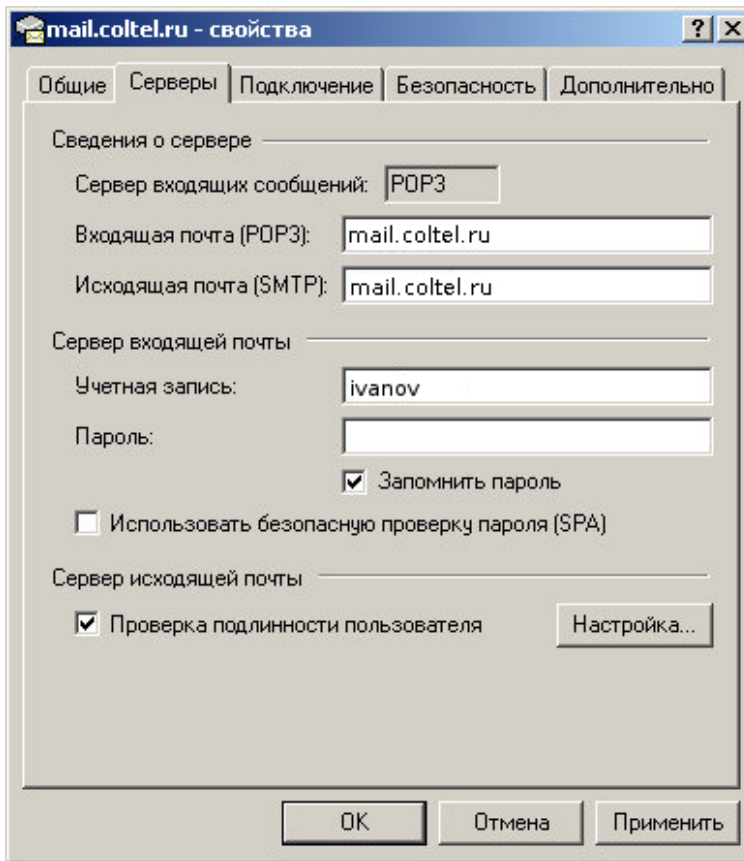 mail.coltel.ru - свойства
Общие Серверы Подключение Безопасность Дополнительно
Сведения о сервере
Сервер входящих сообщений: POP3
Входящая почта (POP3): mail.coltel.ru
Исходящая почта (SMTP): mail.coltel.ru
Сервер входящей почты
Учетная запись: ivanov
Пароль:
Запомнить пароль
Использовать безопасную проверку пароля (SPA)
Сервер исходящей почты
Проверка подлинности пользователя Настройка...
OK Отмена Применить